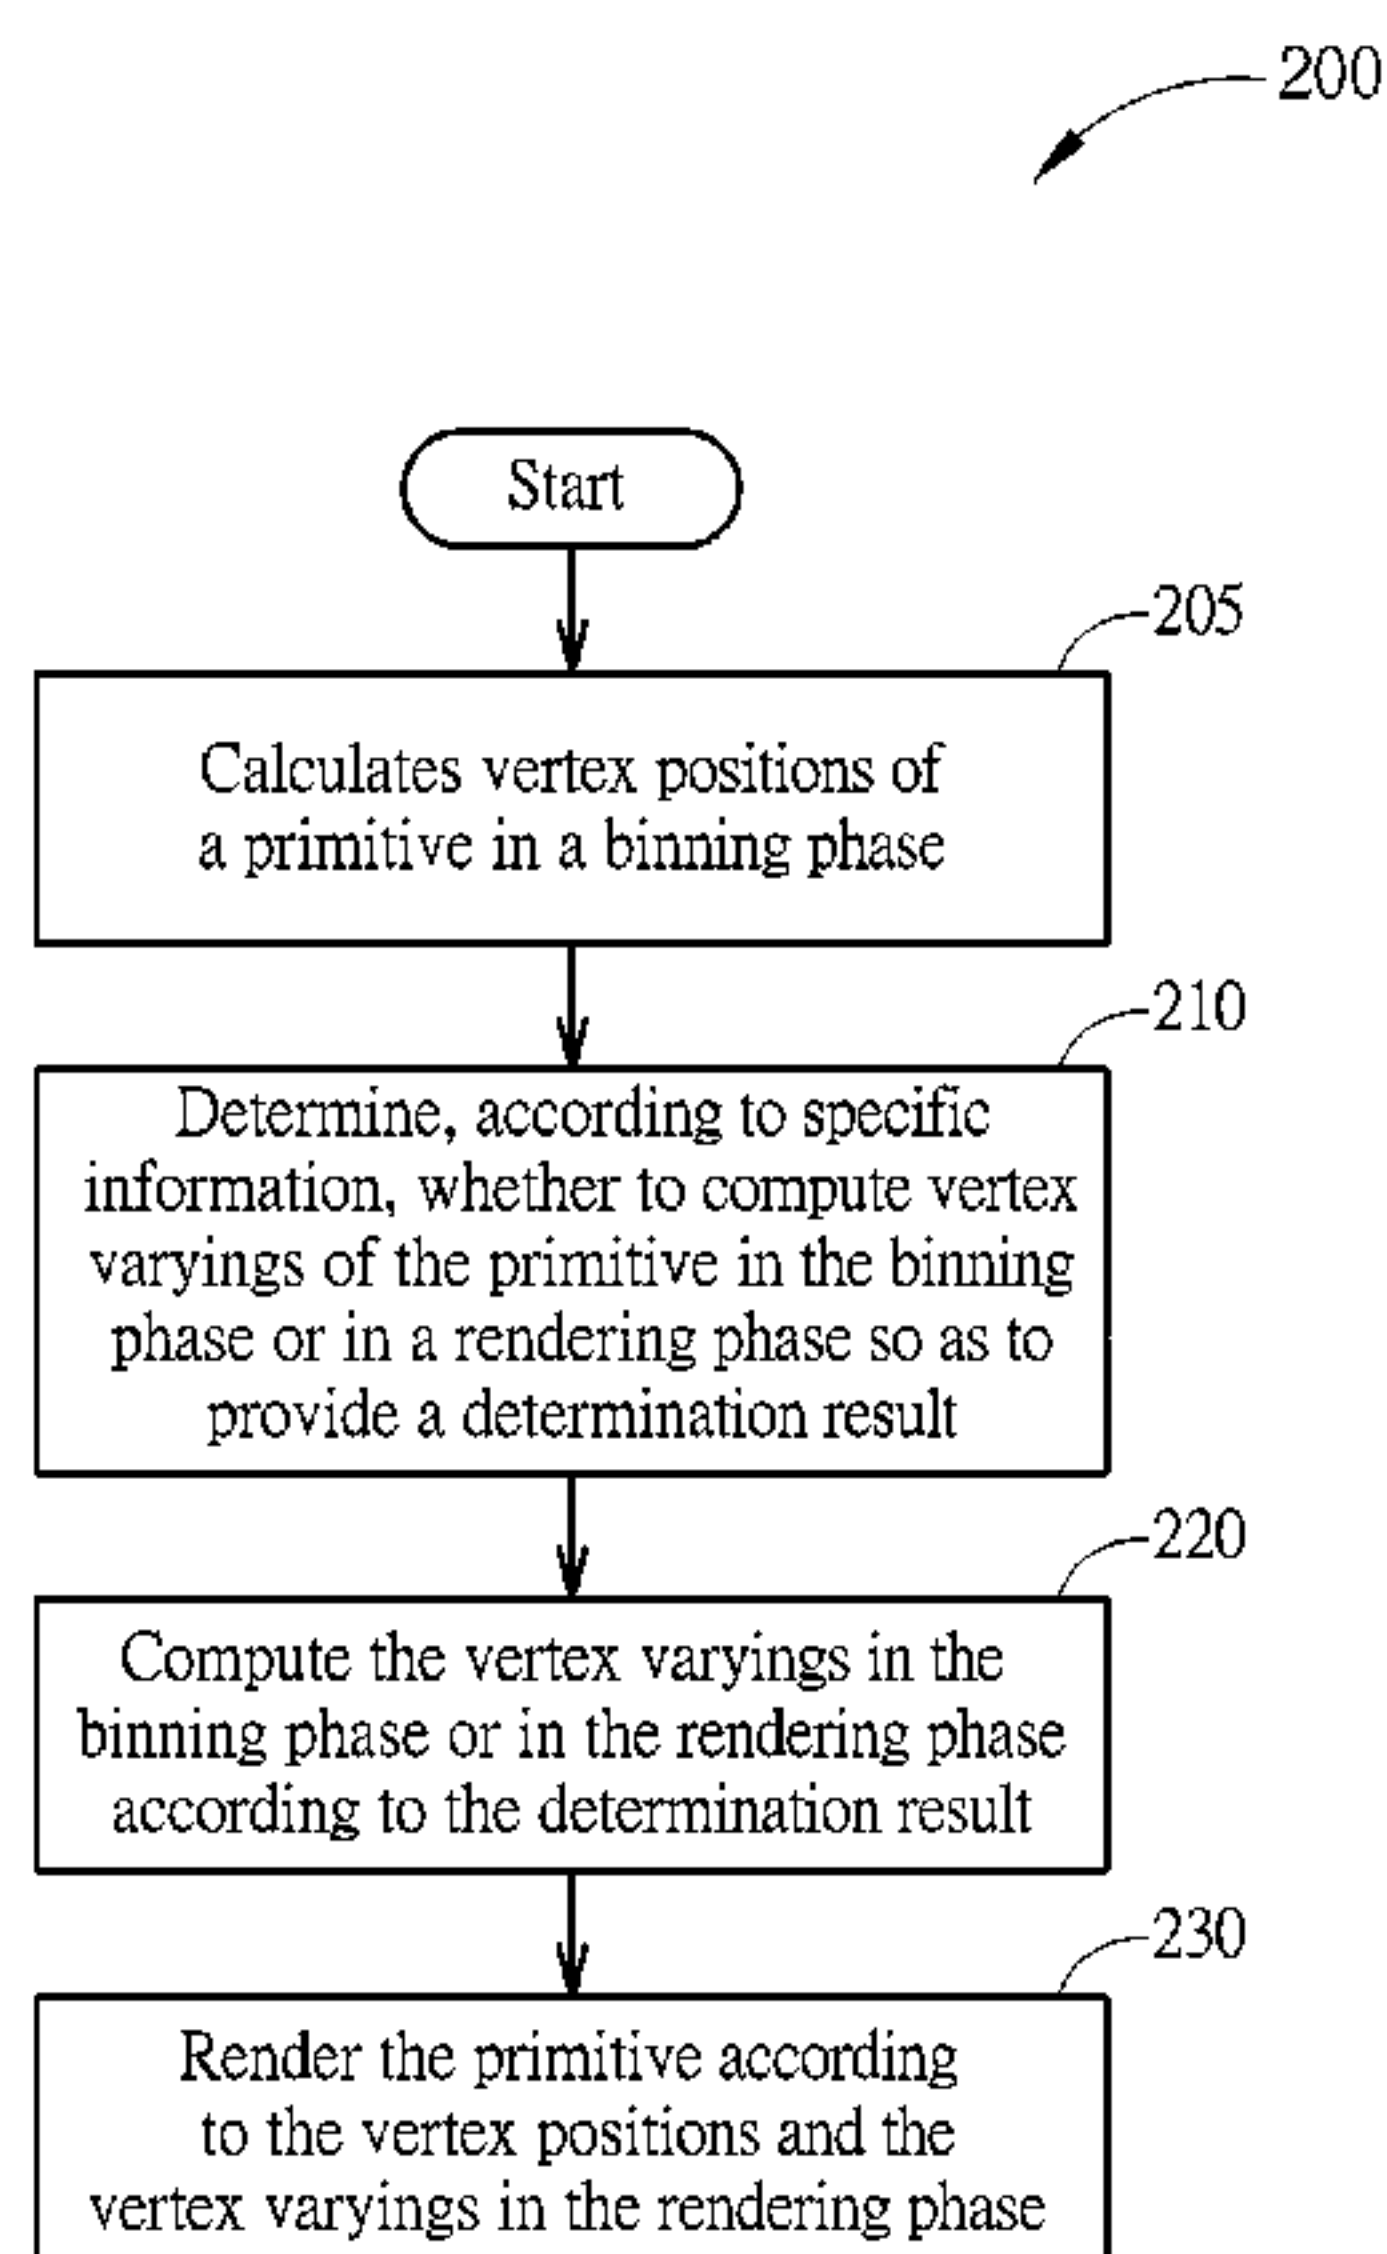 200
Start
205
Calculates vertex positions of
a primitive in a binning phase
210
Determine, according to specific
information, whether to compute vertex
varyings of the primitive in the binning
phase or in a rendering phase so as to
provide a determination result
220
Compute the vertex varyings in the
binning phase or in the rendering phase
according to the determination result
230
Render the primitive according
to the vertex positions and the
vertex varyings in the rendering phase